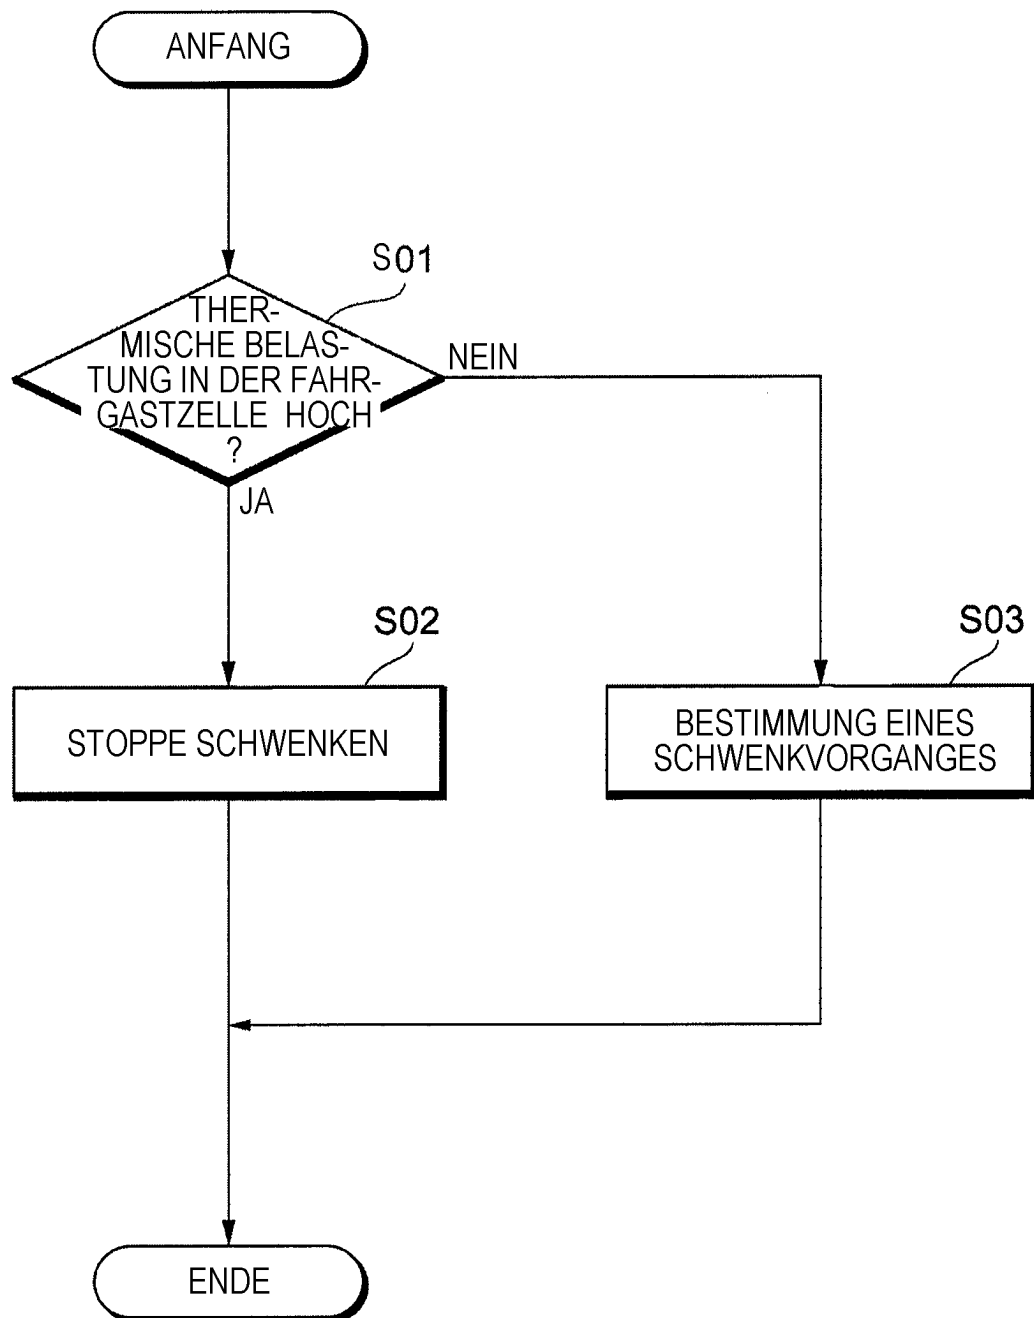 ANFANG
S01
THER-
MISCHE BELAS-
TUNG IN DER FAHR-
GASTZELLE HOCH
?
NEIN
JA
S02
STOPPE SCHWENKEN
S03
BESTIMMUNG EINES
SCHWENKVORGANGES
ENDE